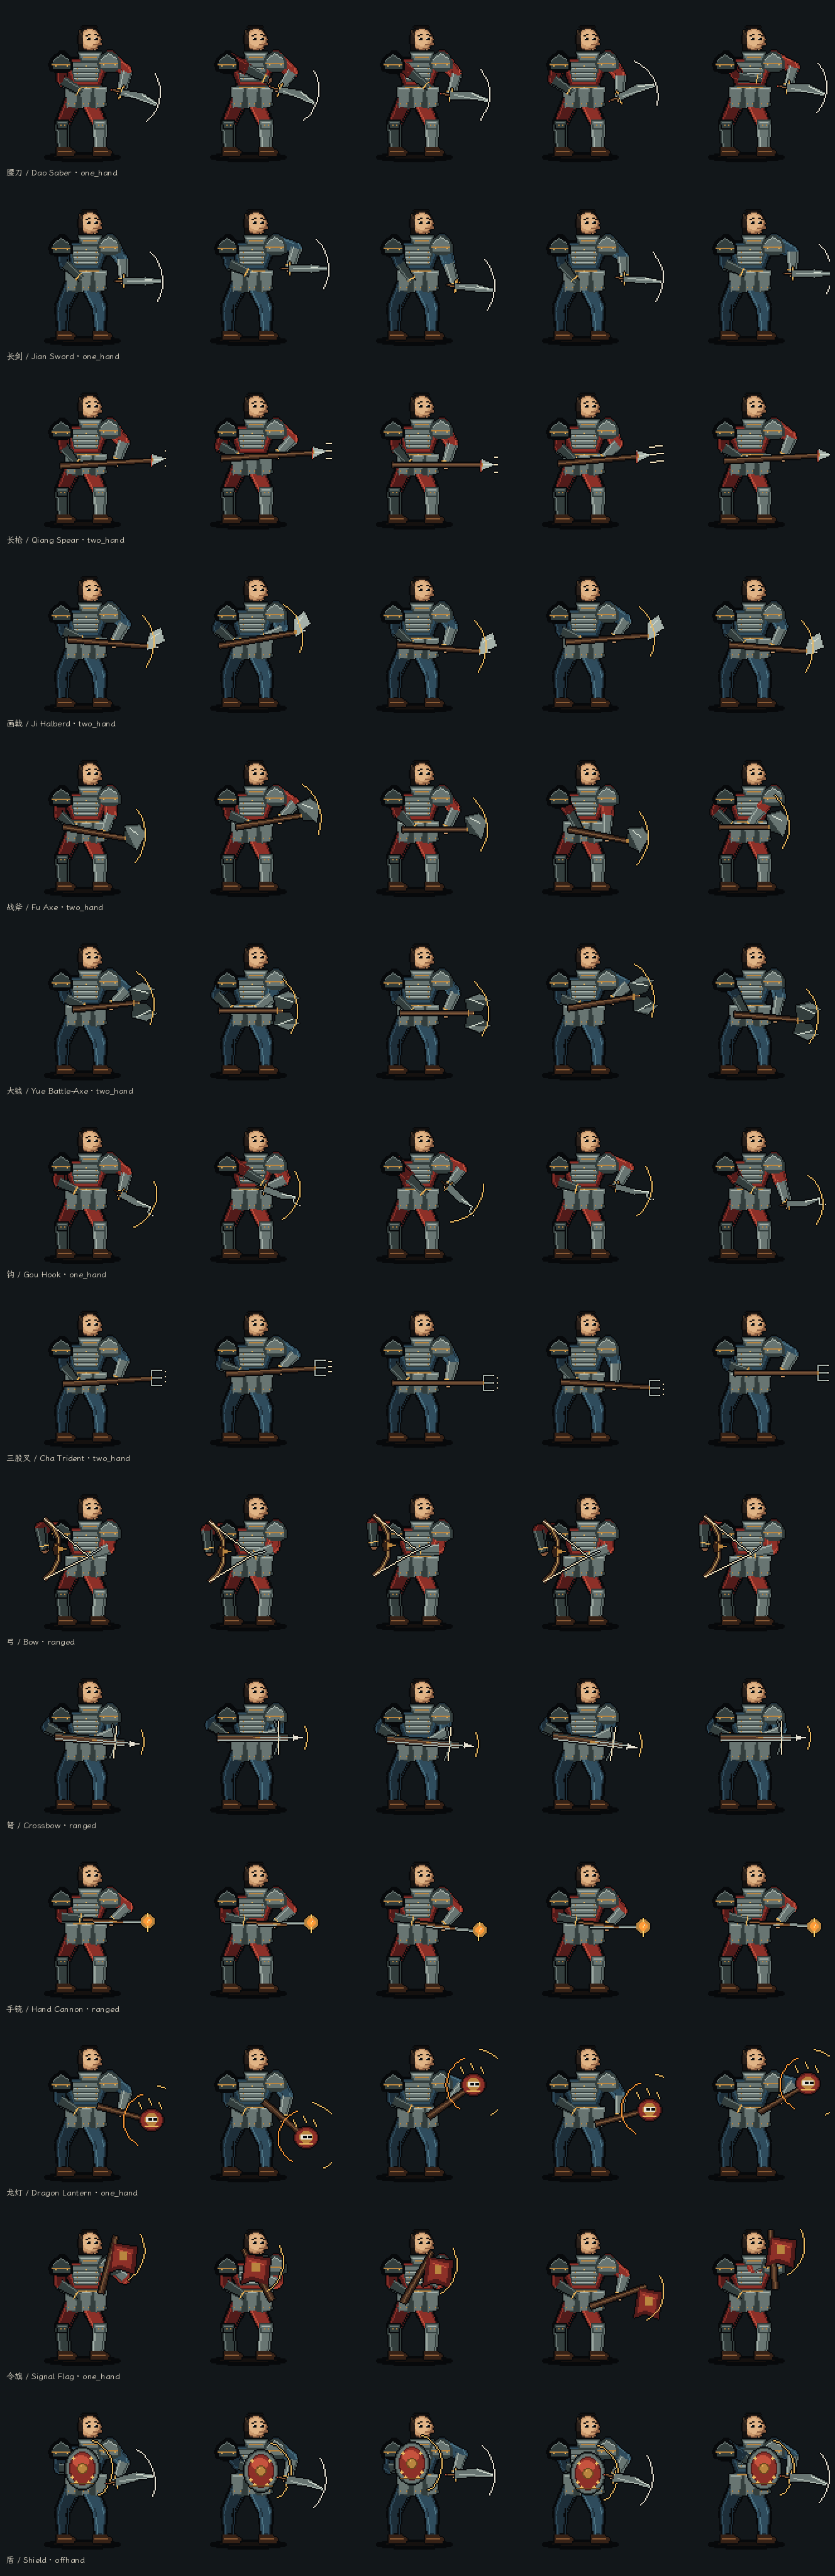 腰刀 / Dao Saber · one_hand
长剑 / Jian Sword · one_hand
长枪 / Qiang Spear · two_hand
画戟 / Ji Halberd · two_hand
战斧 / Fu Axe · two_hand
大钺 / Yue Battle-Axe · two_hand
钩 / Gou Hook · one_hand
三股叉 / Cha Trident · two_hand
弓 / Bow · ranged
弩 / Crossbow · ranged
手铳 / Hand Cannon · ranged
龙灯 / Dragon Lantern · one_hand
令旗 / Signal Flag · one_hand
盾 / Shield · offhand